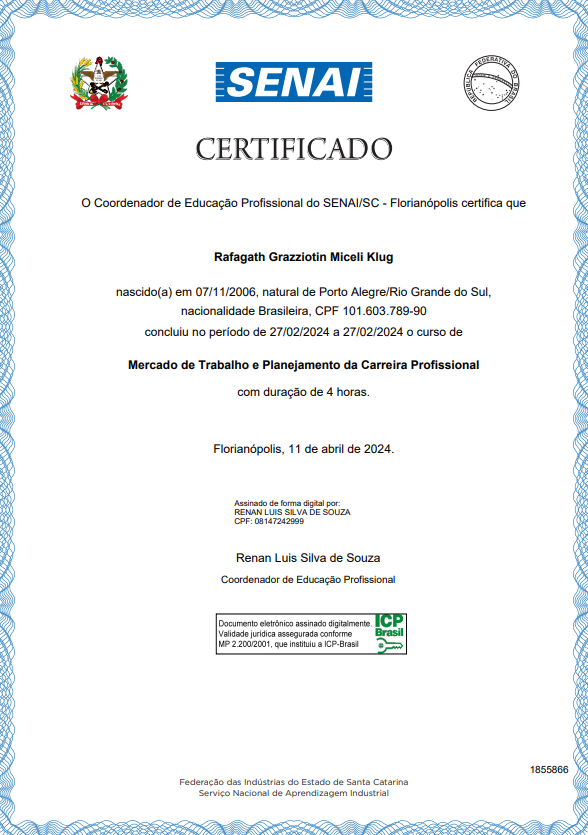 SENAI
REPÚBLICA FEDERATIVA DO BRASIL
CERTIFICADO
O Coordenador de Educação Profissional do SENAI/SC - Florianópolis certifica que
Rafagath Grazziotin Miceli Klug
nascido(a) em 07/11/2006, natural de Porto Alegre/Rio Grande do Sul,
nacionalidade Brasileira, CPF 101.603.789-90
concluiu no período de 27/02/2024 a 27/02/2024 o curso de
Mercado de Trabalho e Planejamento da Carreira Profissional
com duração de 4 horas.
Florianópolis, 11 de abril de 2024.
Assinado de forma digital por:
RENAN LUIS SILVA DE SOUZA
CPF: 08147242999
Renan Luis Silva de Souza
Coordenador de Educação Profissional
Documento eletrônico assinado digitalmente.
Validade jurídica assegurada conforme
MP 2.200/2001, que instituiu a ICP-Brasil
ICP
Brasil
1855866
Federação das Indústrias do Estado de Santa Catarina
Serviço Nacional de Aprendizagem Industrial